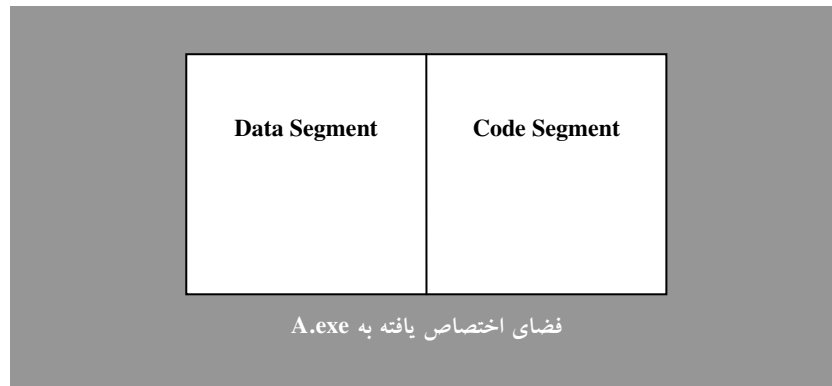 Data Segment
Code Segment
فضای اختصاص یافته به A.exe